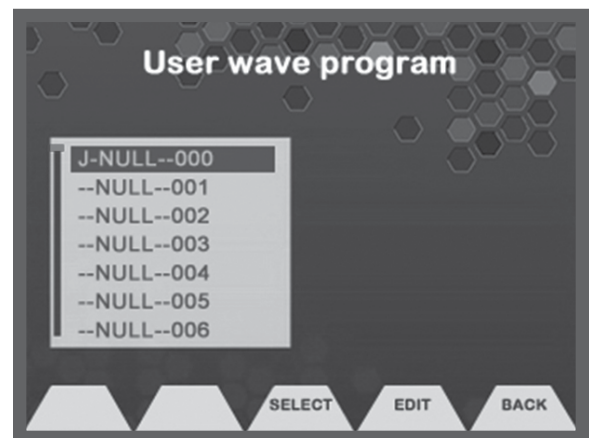 User wave program
J-NULL--000
--NULL--001
--NULL--002
--NULL--003
--NULL--004
--NULL--005
--NULL--006
SELECT EDIT BACK